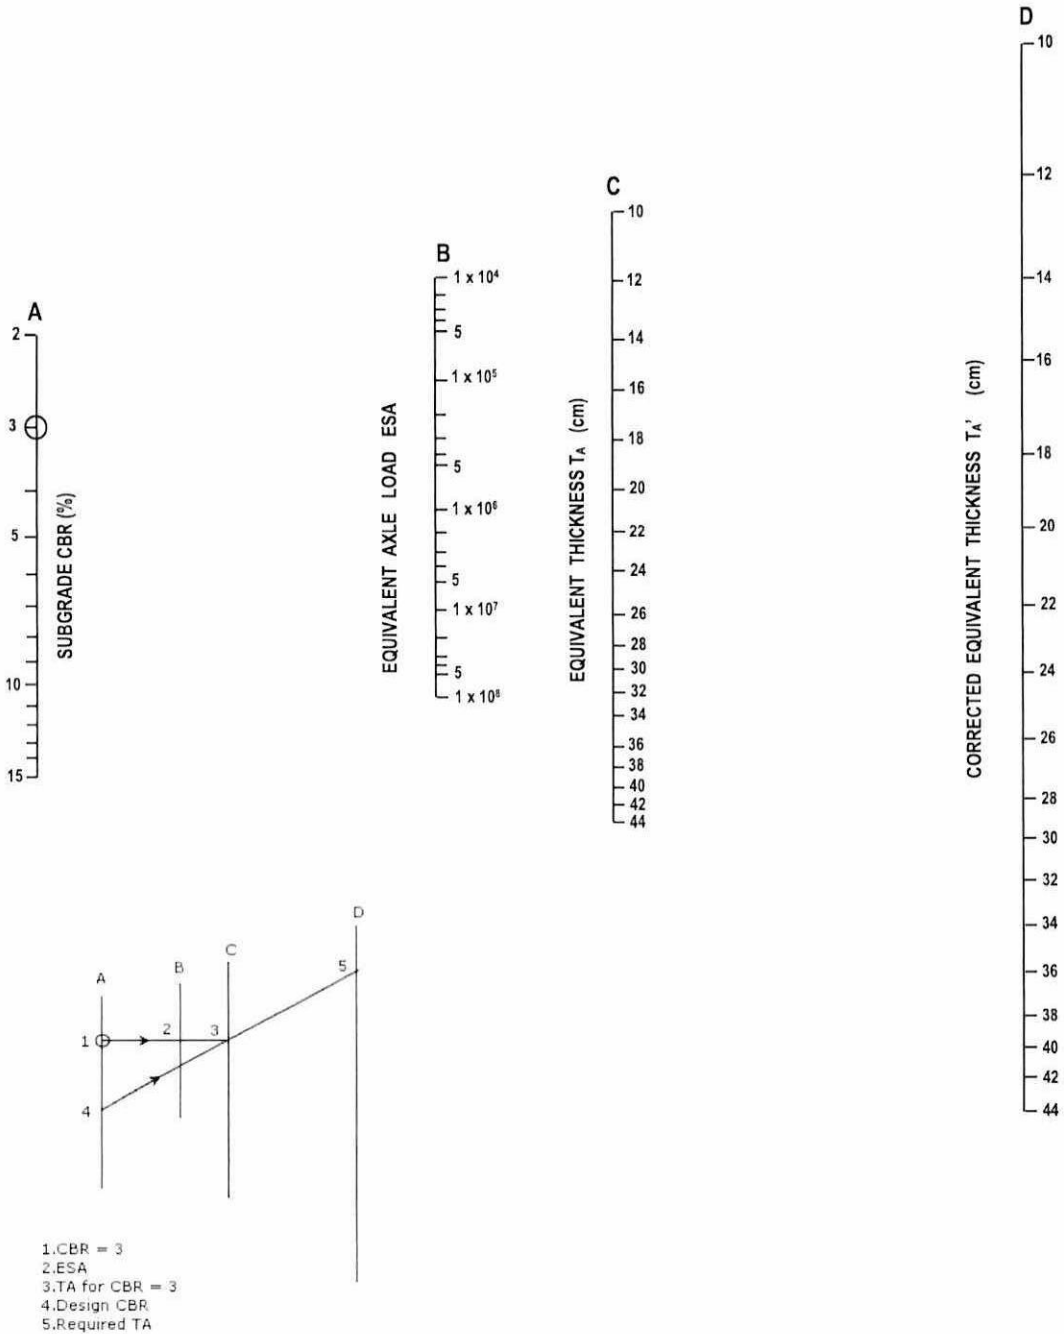 A
2
3
5
10
15
SUBGRADE CBR (%)
B
1 x 10⁴
5
1 x 10⁵
5
1 x 10⁶
5
1 x 10⁷
5
1 x 10⁸
EQUIVALENT AXLE LOAD ESA
C
10
12
14
16
18
20
22
24
26
28
30
32
34
36
38
40
42
44
EQUIVALENT THICKNESS TA (cm)
D
10
12
14
16
18
20
22
24
26
28
30
32
34
36
38
40
42
44
CORRECTED EQUIVALENT THICKNESS TA' (cm)
A
B
C
D
1
2
3
4
5
1.CBR = 3
2.ESA
3.TA for CBR = 3
4.Design CBR
5.Required TA